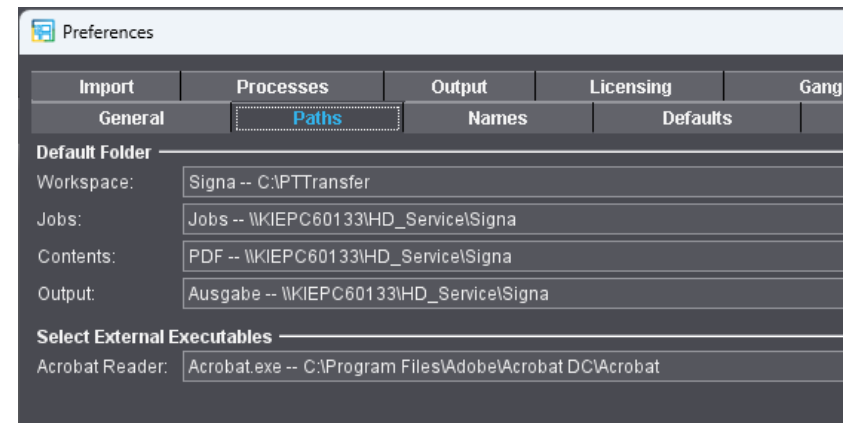 Preferences
Import Processes Output Licensing Gang
General Paths Names Defaults
Default Folder
Workspace: Signa -- C:\PTTransfer
Jobs: Jobs -- \\KIEPC60133\HD_Service\Signa
Contents: PDF -- \\KIEPC60133\HD_Service\Signa
Output: Ausgabe -- \\KIEPC60133\HD_Service\Signa
Select External Executables
Acrobat Reader: Acrobat.exe -- C:\Program Files\Adobe\Acrobat DC\Acrobat